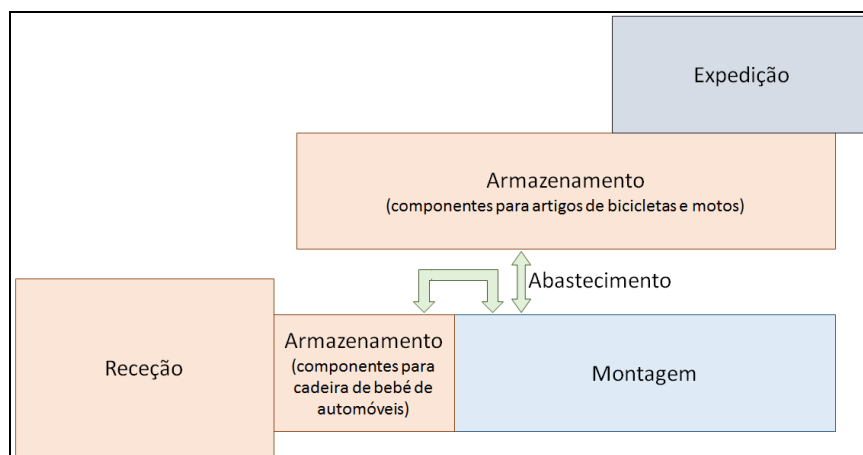 Expedição
Armazenamento
(componentes para artigos de bicicletas e motos)
Abastecimento
Receção
Armazenamento
(componentes para
cadeira de bebé de
automóveis)
Montagem